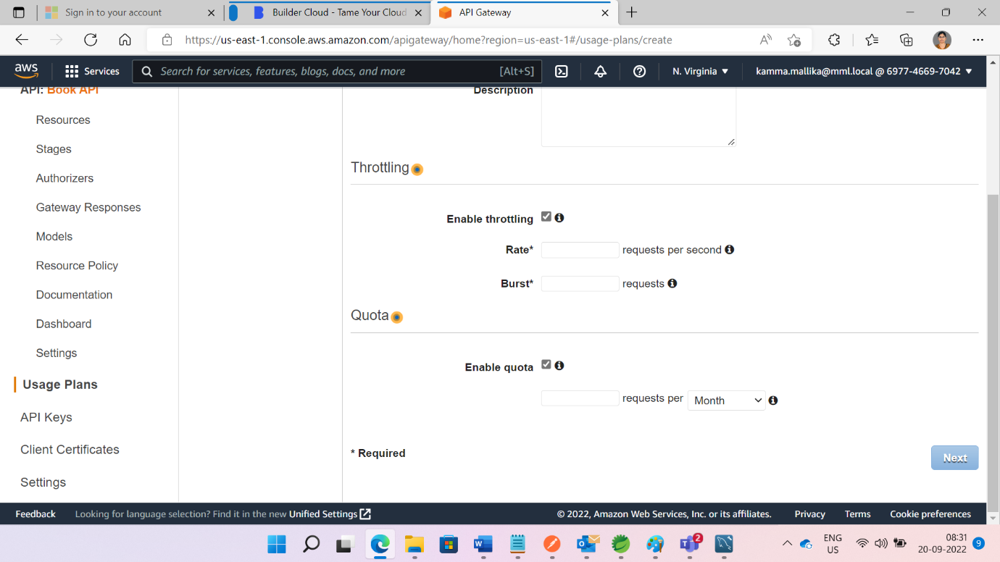 Sign in to your account
Builder Cloud - Tame Your Cloud
API Gateway
https://us-east-1.console.aws.amazon.com/apigateway/home?region=us-east-1#/usage-plans/create
aws
Services
Search for services, features, blogs, docs, and more
[Alt+S]
N. Virginia
kamma.mallika@mml.local @ 6977-4669-7042
API: Book API
Resources
Stages
Authorizers
Gateway Responses
Models
Resource Policy
Documentation
Dashboard
Settings
Usage Plans
API Keys
Client Certificates
Settings
Description
Throttling
Enable throttling
Rate* requests per second
Burst* requests
Quota
Enable quota
requests per Month
* Required
Next
Feedback
Looking for language selection? Find it in the new Unified Settings
© 2022, Amazon Web Services, Inc. or its affiliates.
Privacy
Terms
Cookie preferences
2
ENG
US
08:31
20-09-2022
9